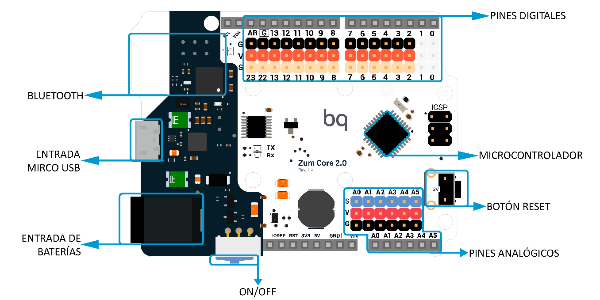 PINES DIGITALES
AR G 13 12 11 10 9 8 7 6 5 4 3 2 1 0
G
V
S
23 22 13 12 11 10 9 8 7 6 5 4 3 2 1 0
BLUETOOTH
bq
ICSP
ENTRADA
MIRCO USB
TX
Rx
Zum Core 2.0
MICROCONTROLADOR
A0 A1 A2 A3 A4 A5
S
V
G
BOTÓN RESET
ENTRADA DE
BATERÍAS
IOREF RST 3V3 5V GND
A0 A1 A2 A3 A4 A5
PINES ANALÓGICOS
ON/OFF